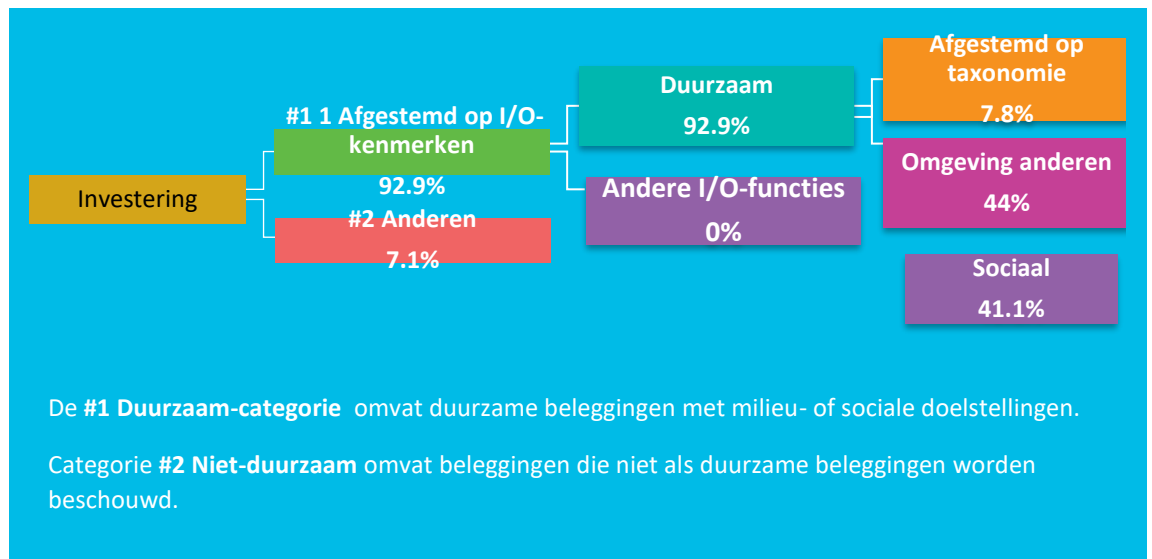 Investering
#1 1 Afgestemd op I/O-
kenmerken
92.9%
#2 Anderen
7.1%
Duurzaam
92.9%
Andere I/O-functies
0%
Afgestemd op
taxonomie
7.8%
Omgeving anderen
44%
Sociaal
41.1%
De #1 Duurzaam-categorie omvat duurzame beleggingen met milieu- of sociale doelstellingen.
Categorie #2 Niet-duurzaam omvat beleggingen die niet als duurzame beleggingen worden
beschouwd.